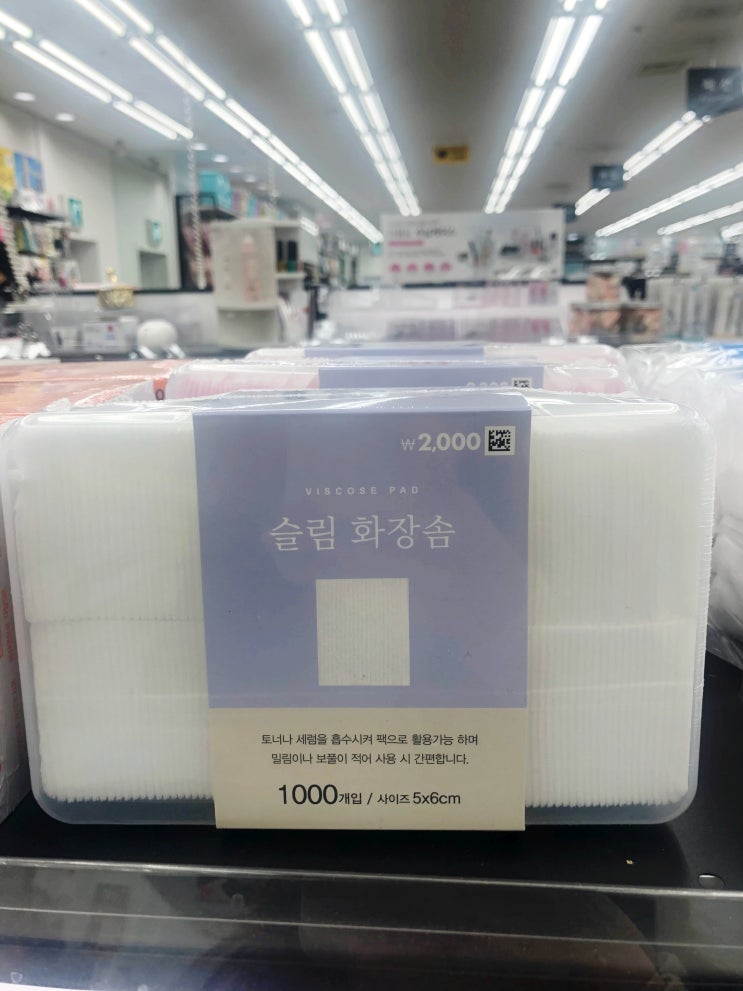 ₩2,000
VISCOSE PAD
슬림 화장솜
토너나 세럼을 흡수시켜 팩으로 활용가능 하며
밀림이나 보풀이 적어 사용 시 간편합니다.
1000개입 / 사이즈 5x6cm